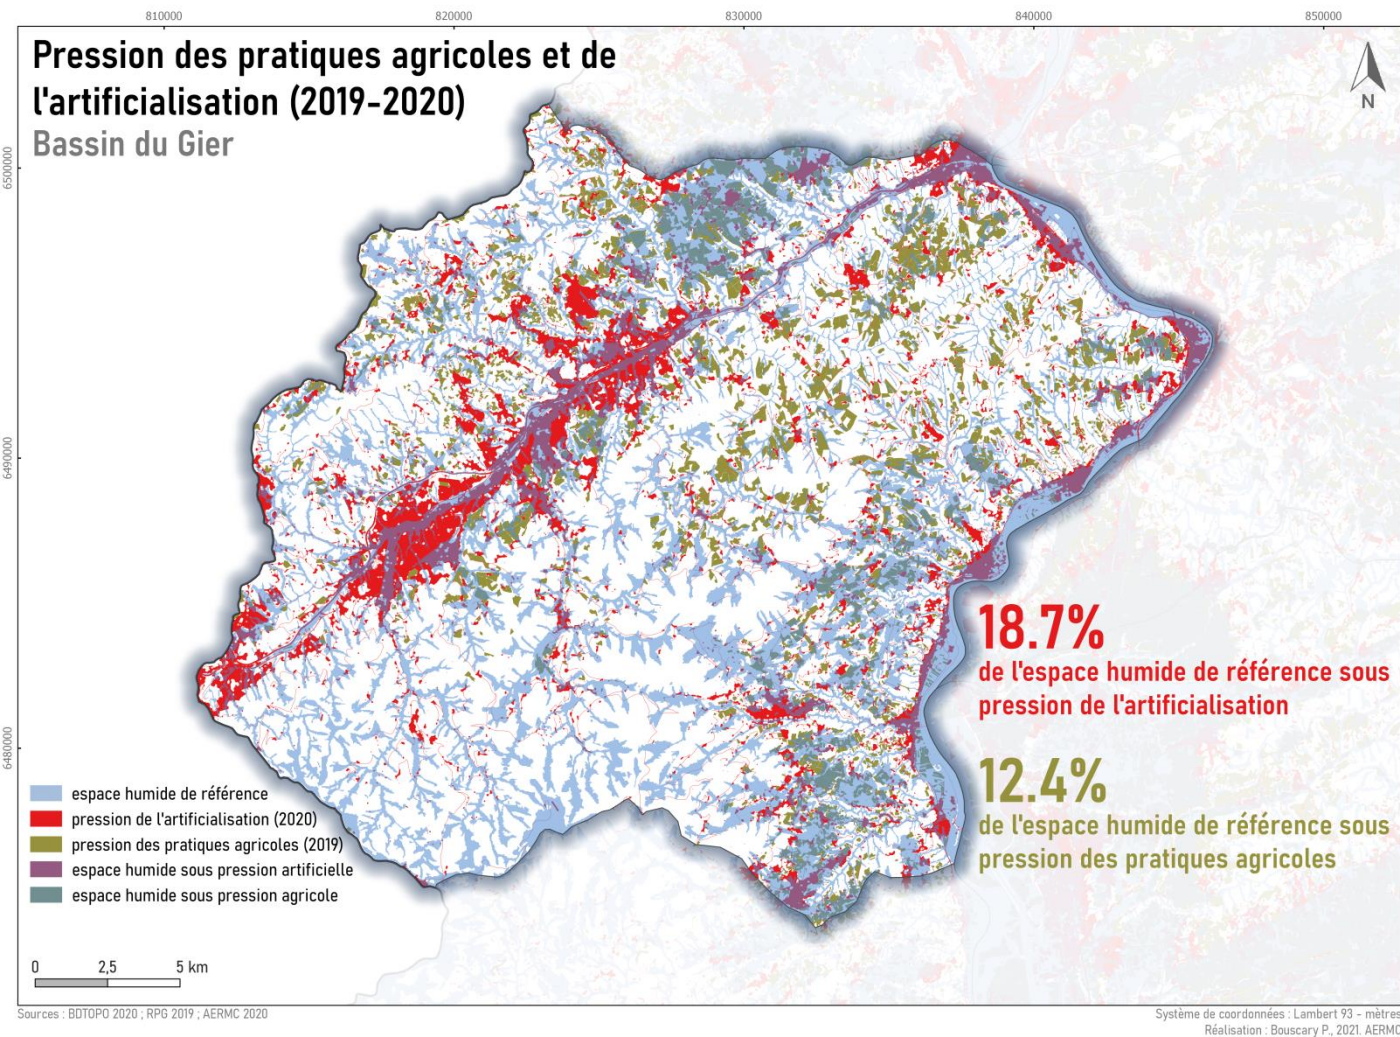 810000
820000
830000
840000
850000
Pression des pratiques agricoles et de
l'artificialisation (2019-2020)
Bassin du Gier
N
6500000
6490000
6480000
18.7%
de l'espace humide de référence sous
pression de l'artificialisation
12.4%
de l'espace humide de référence sous
pression des pratiques agricoles
espace humide de référence
pression de l'artificialisation (2020)
pression des pratiques agricoles (2019)
espace humide sous pression artificielle
espace humide sous pression agricole
0 2,5 5 km
Sources : BDTOPO 2020 ; RPG 2019 ; AERMC 2020
Système de coordonnées : Lambert 93 - mètres
Réalisation : Bouscary P., 2021. AERMC